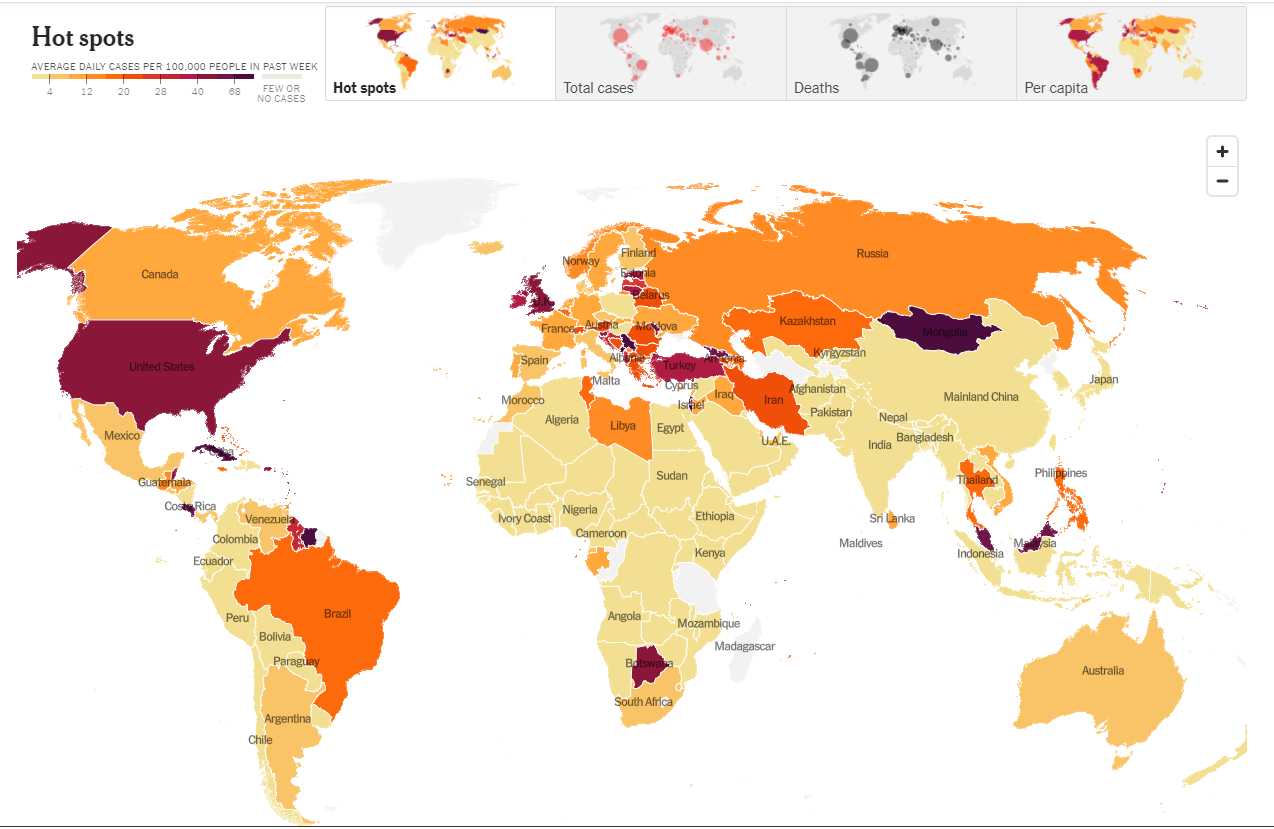 Hot spots
AVERAGE DAILY CASES PER 100,000 PEOPLE IN PAST WEEK
4 12 20 28 40 68 FEW OR
NO CASES
Hot spots
Total cases
Deaths
Per capita
+
−
Canada
United States
Mexico
Cuba
Guatemala
Costa Rica
Venezuela
Colombia
Ecuador
Peru
Brazil
Bolivia
Paraguay
Argentina
Chile
Norway
Finland
Estonia
U.K.
Belarus
France
Austria
Moldova
Spain
Albania
Malta
Turkey
Armenia
Cyprus
Israel
Iraq
Iran
Russia
Kazakhstan
Kyrgyzstan
Mongolia
Afghanistan
Pakistan
Mainland China
Japan
Nepal
India
Bangladesh
U.A.E.
Morocco
Algeria
Libya
Egypt
Senegal
Sudan
Ivory Coast
Nigeria
Cameroon
Ethiopia
Kenya
Angola
Mozambique
Madagascar
Botswana
South Africa
Maldives
Sri Lanka
Thailand
Philippines
Malaysia
Indonesia
Australia